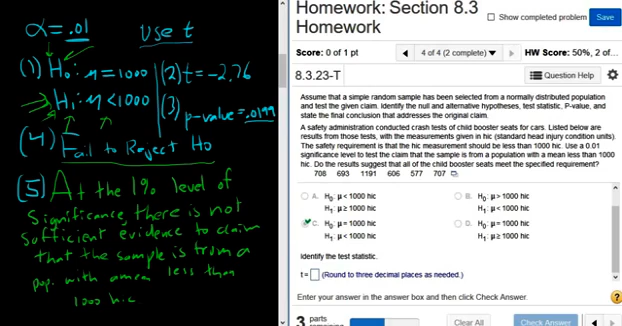 α = .01
use t
(1) H₀: μ = 1000
H₁: μ < 1000
(2) t = -2.76
(3) p-value = .0199
(4) Fail to Reject H₀
(5) At the 1% level of
significance, there is not
sufficient evidence to claim
that the sample is from a
pop. with a mean less than
1000 hic
Homework: Section 8.3
Homework
Show completed problem
Save
Score: 0 of 1 pt
4 of 4 (2 complete)
HW Score: 50%, 2 of...
8.3.23-T
Question Help
Assume that a simple random sample has been selected from a normally distributed population
and test the given claim. Identify the null and alternative hypotheses, test statistic, P-value, and
state the final conclusion that addresses the original claim.
A safety administration conducted crash tests of child booster seats for cars. Listed below are
results from those tests, with the measurements given in hic (standard head injury condition units).
The safety requirement is that the hic measurement should be less than 1000 hic. Use a 0.01
significance level to test the claim that the sample is from a population with a mean less than 1000
hic. Do the results suggest that all of the child booster seats meet the specified requirement?
708 693 1191 606 577 707
A. H₀: μ < 1000 hic
H₁: μ ≥ 1000 hic
B. H₀: μ > 1000 hic
H₁: μ < 1000 hic
C. H₀: μ = 1000 hic
H₁: μ < 1000 hic
D. H₀: μ = 1000 hic
H₁: μ ≥ 1000 hic
Identify the test statistic.
t = (Round to three decimal places as needed.)
Enter your answer in the answer box and then click Check Answer.
?
3 parts
remaining
Clear All
Check Answer